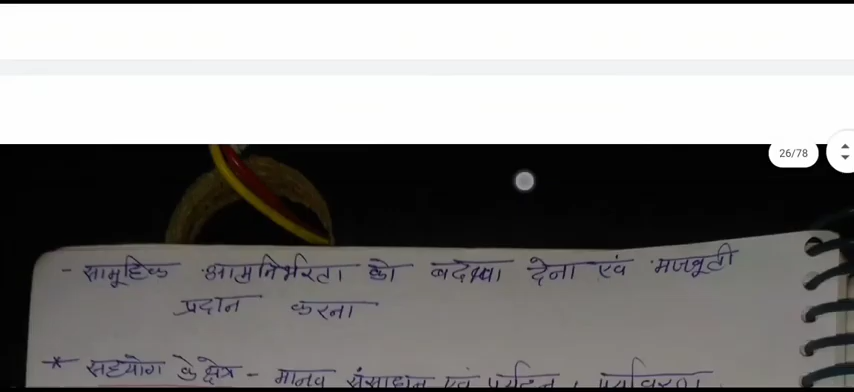 26/78
- सामूहिक आत्मनिर्भरता को बढावा देना एवं मजबूती
प्रदान करना
* सहयोग के क्षेत्र - मानव संसाधन एवं पर्यटन, पर्यावरण,